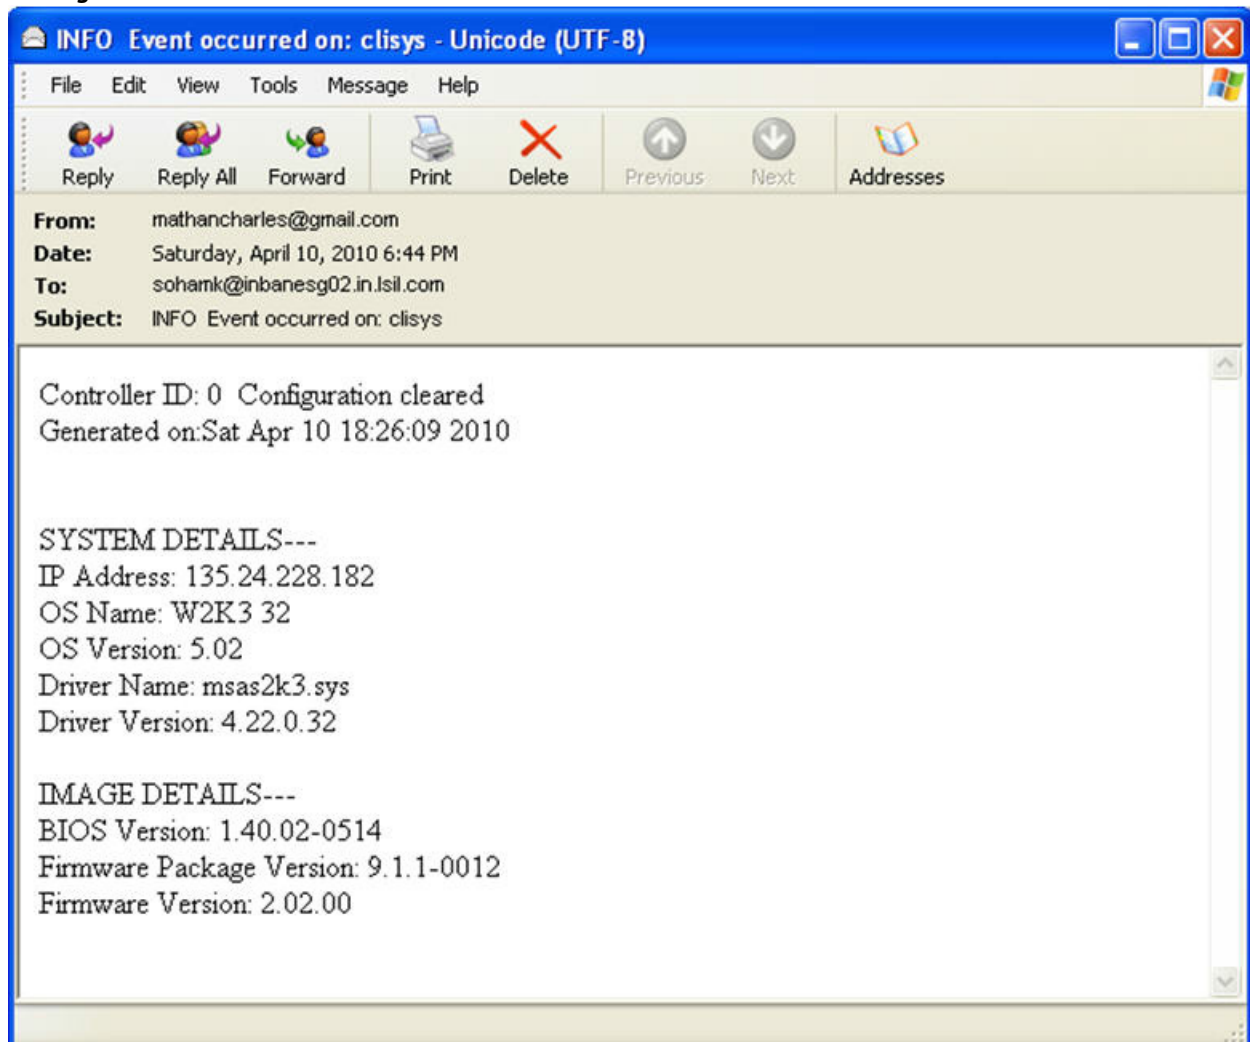 INFO  Event occurred on: clisys - Unicode (UTF-8)
File Edit View Tools Message Help
Reply Reply All Forward Print Delete Previous Next Addresses
From: mathancharles@gmail.com
Date: Saturday, April 10, 2010 6:44 PM
To: sohamk@inbanesg02.in.lsil.com
Subject: INFO  Event occurred on: clisys
Controller ID: 0  Configuration cleared
Generated on:Sat Apr 10 18:26:09 2010
SYSTEM DETAILS---
IP Address: 135.24.228.182
OS Name: W2K3 32
OS Version: 5.02
Driver Name: msas2k3.sys
Driver Version: 4.22.0.32
IMAGE DETAILS---
BIOS Version: 1.40.02-0514
Firmware Package Version: 9.1.1-0012
Firmware Version: 2.02.00